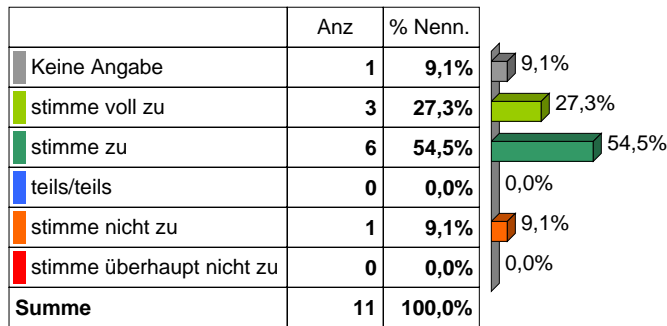 Anz % Nenn.
Keine Angabe 1 9,1% 9,1%
stimme voll zu 3 27,3% 27,3%
stimme zu 6 54,5% 54,5%
teils/teils 0 0,0% 0,0%
stimme nicht zu 1 9,1% 9,1%
stimme überhaupt nicht zu 0 0,0% 0,0%
Summe 11 100,0%